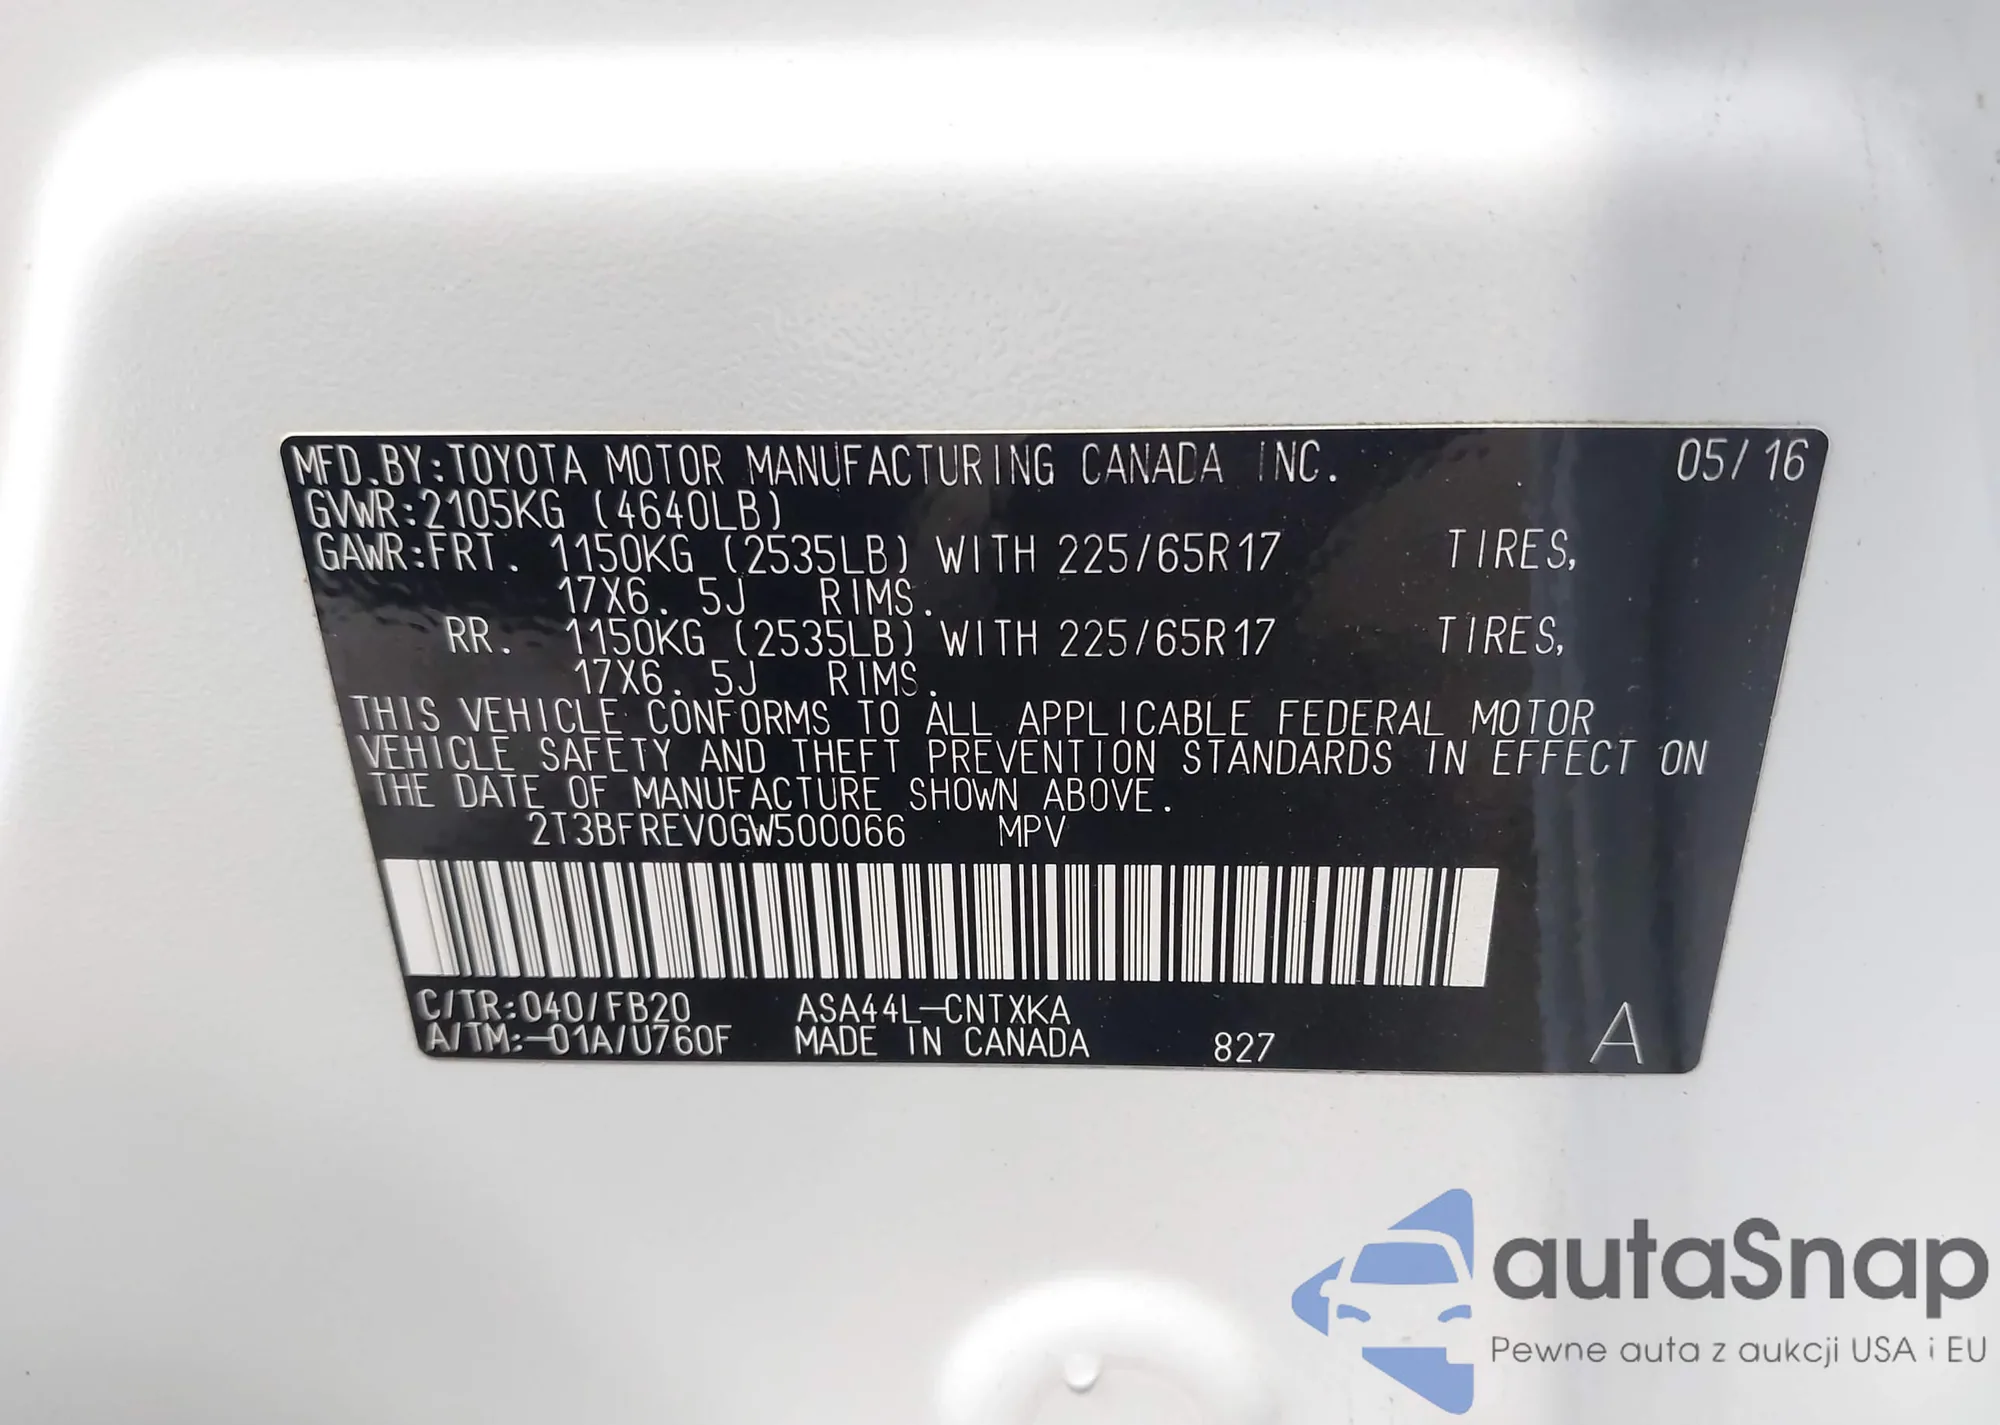 MFD.BY:TOYOTA MOTOR MANUFACTURING CANADA INC. 05/16
GVWR:2105KG (4640LB)
GAWR:FRT. 1150KG (2535LB) WITH 225/65R17 TIRES,
17X6.5J RIMS.
RR. 1150KG (2535LB) WITH 225/65R17 TIRES,
17X6.5J RIMS.
THIS VEHICLE CONFORMS TO ALL APPLICABLE FEDERAL MOTOR
VEHICLE SAFETY AND THEFT PREVENTION STANDARDS IN EFFECT ON
THE DATE OF MANUFACTURE SHOWN ABOVE.
2T3BFREV0GW500066 MPV
C/TR:040/FB20 ASA44L-CNTXKA
A/TM:-01A/U760F MADE IN CANADA 827 A
autaSnap
Pewne auta z aukcji USA i EU